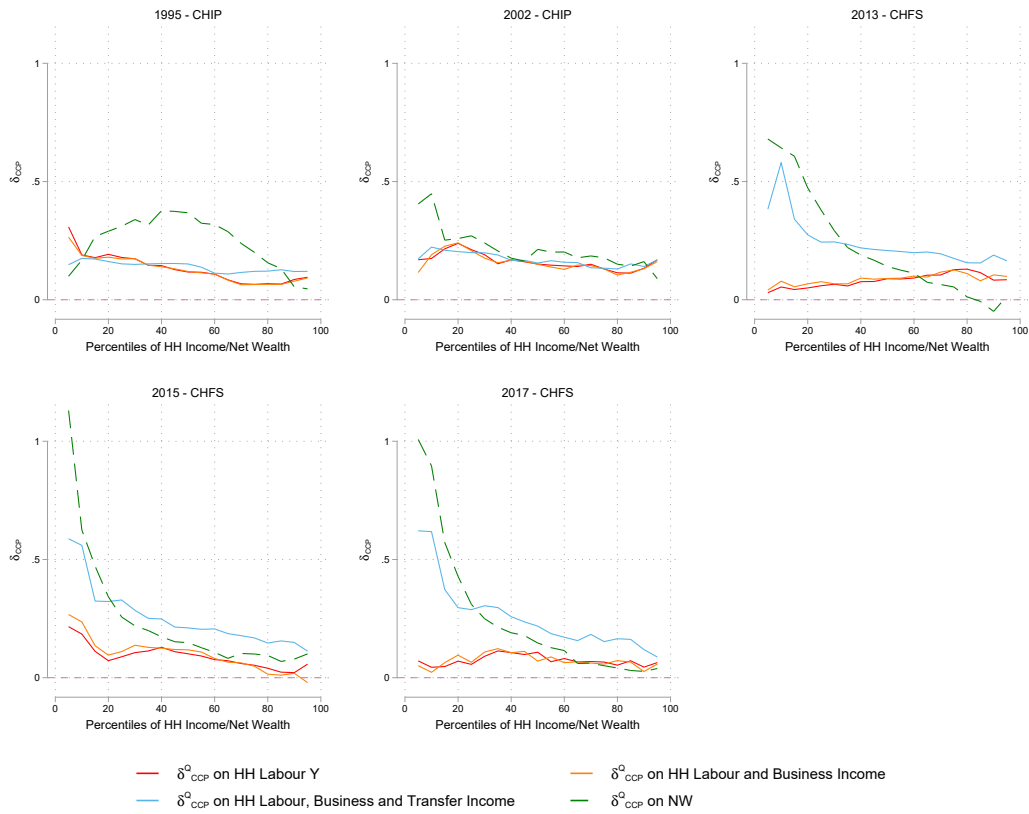 1995 - CHIP
1
.5
0
δCCP
0 20 40 60 80 100
Percentiles of HH Income/Net Wealth
2002 - CHIP
1
.5
0
δCCP
0 20 40 60 80 100
Percentiles of HH Income/Net Wealth
2013 - CHFS
1
.5
0
δCCP
0 20 40 60 80 100
Percentiles of HH Income/Net Wealth
2015 - CHFS
1
.5
0
δCCP
0 20 40 60 80 100
Percentiles of HH Income/Net Wealth
2017 - CHFS
1
.5
0
δCCP
0 20 40 60 80 100
Percentiles of HH Income/Net Wealth
δQCCP on HH Labour Y
δQCCP on HH Labour and Business Income
δQCCP on HH Labour, Business and Transfer Income
δQCCP on NW